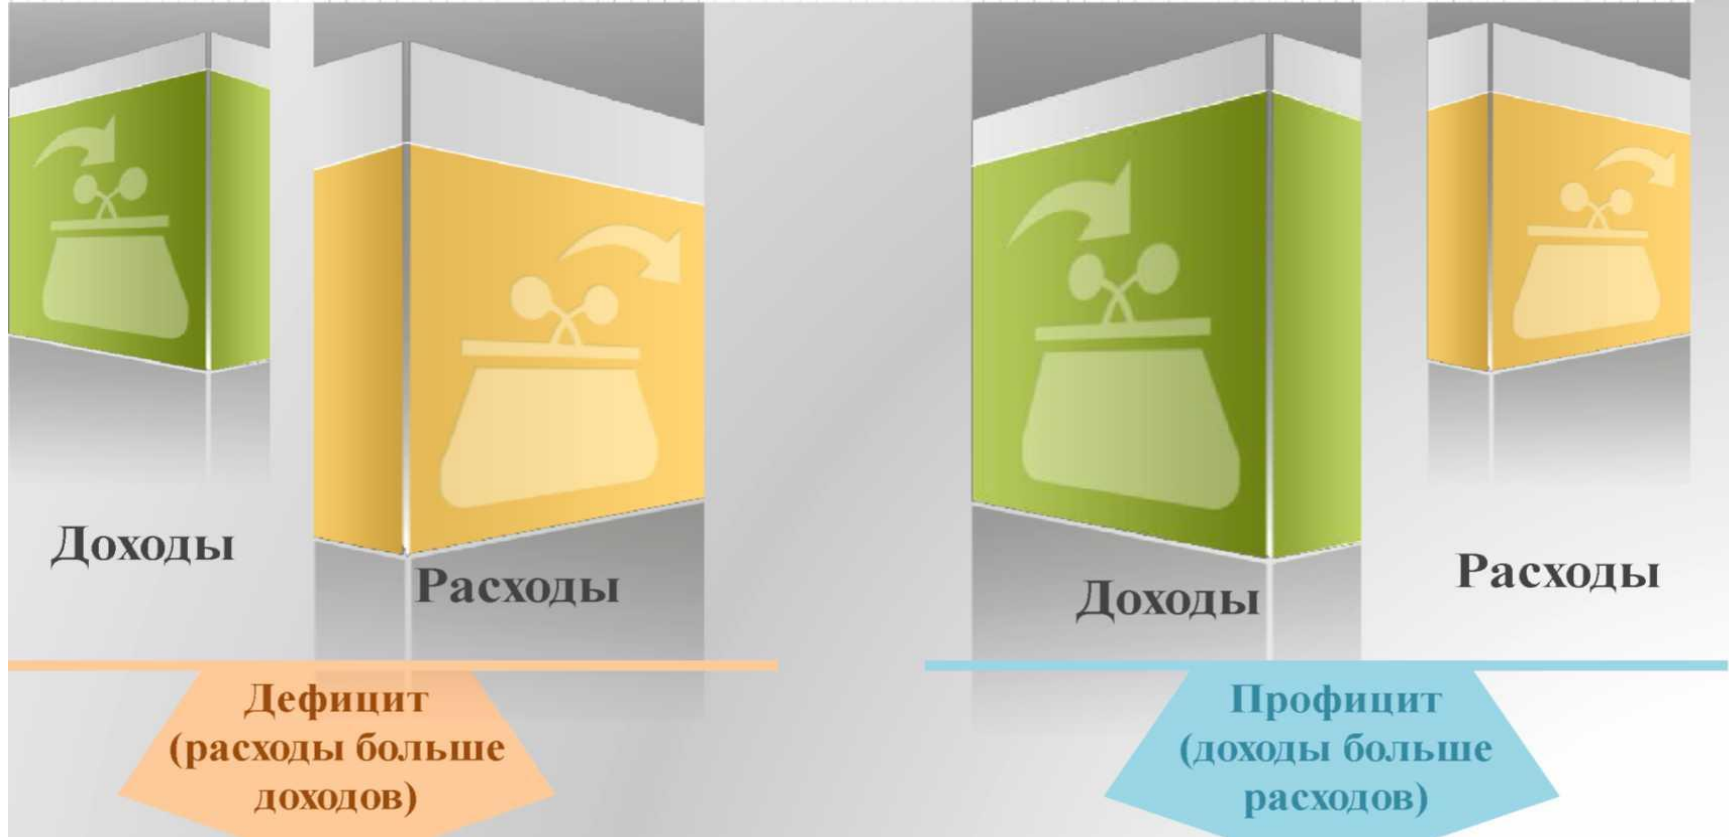 Доходы
Расходы
Дефицит
(расходы больше
доходов)
Доходы
Расходы
Профицит
(доходы больше
расходов)